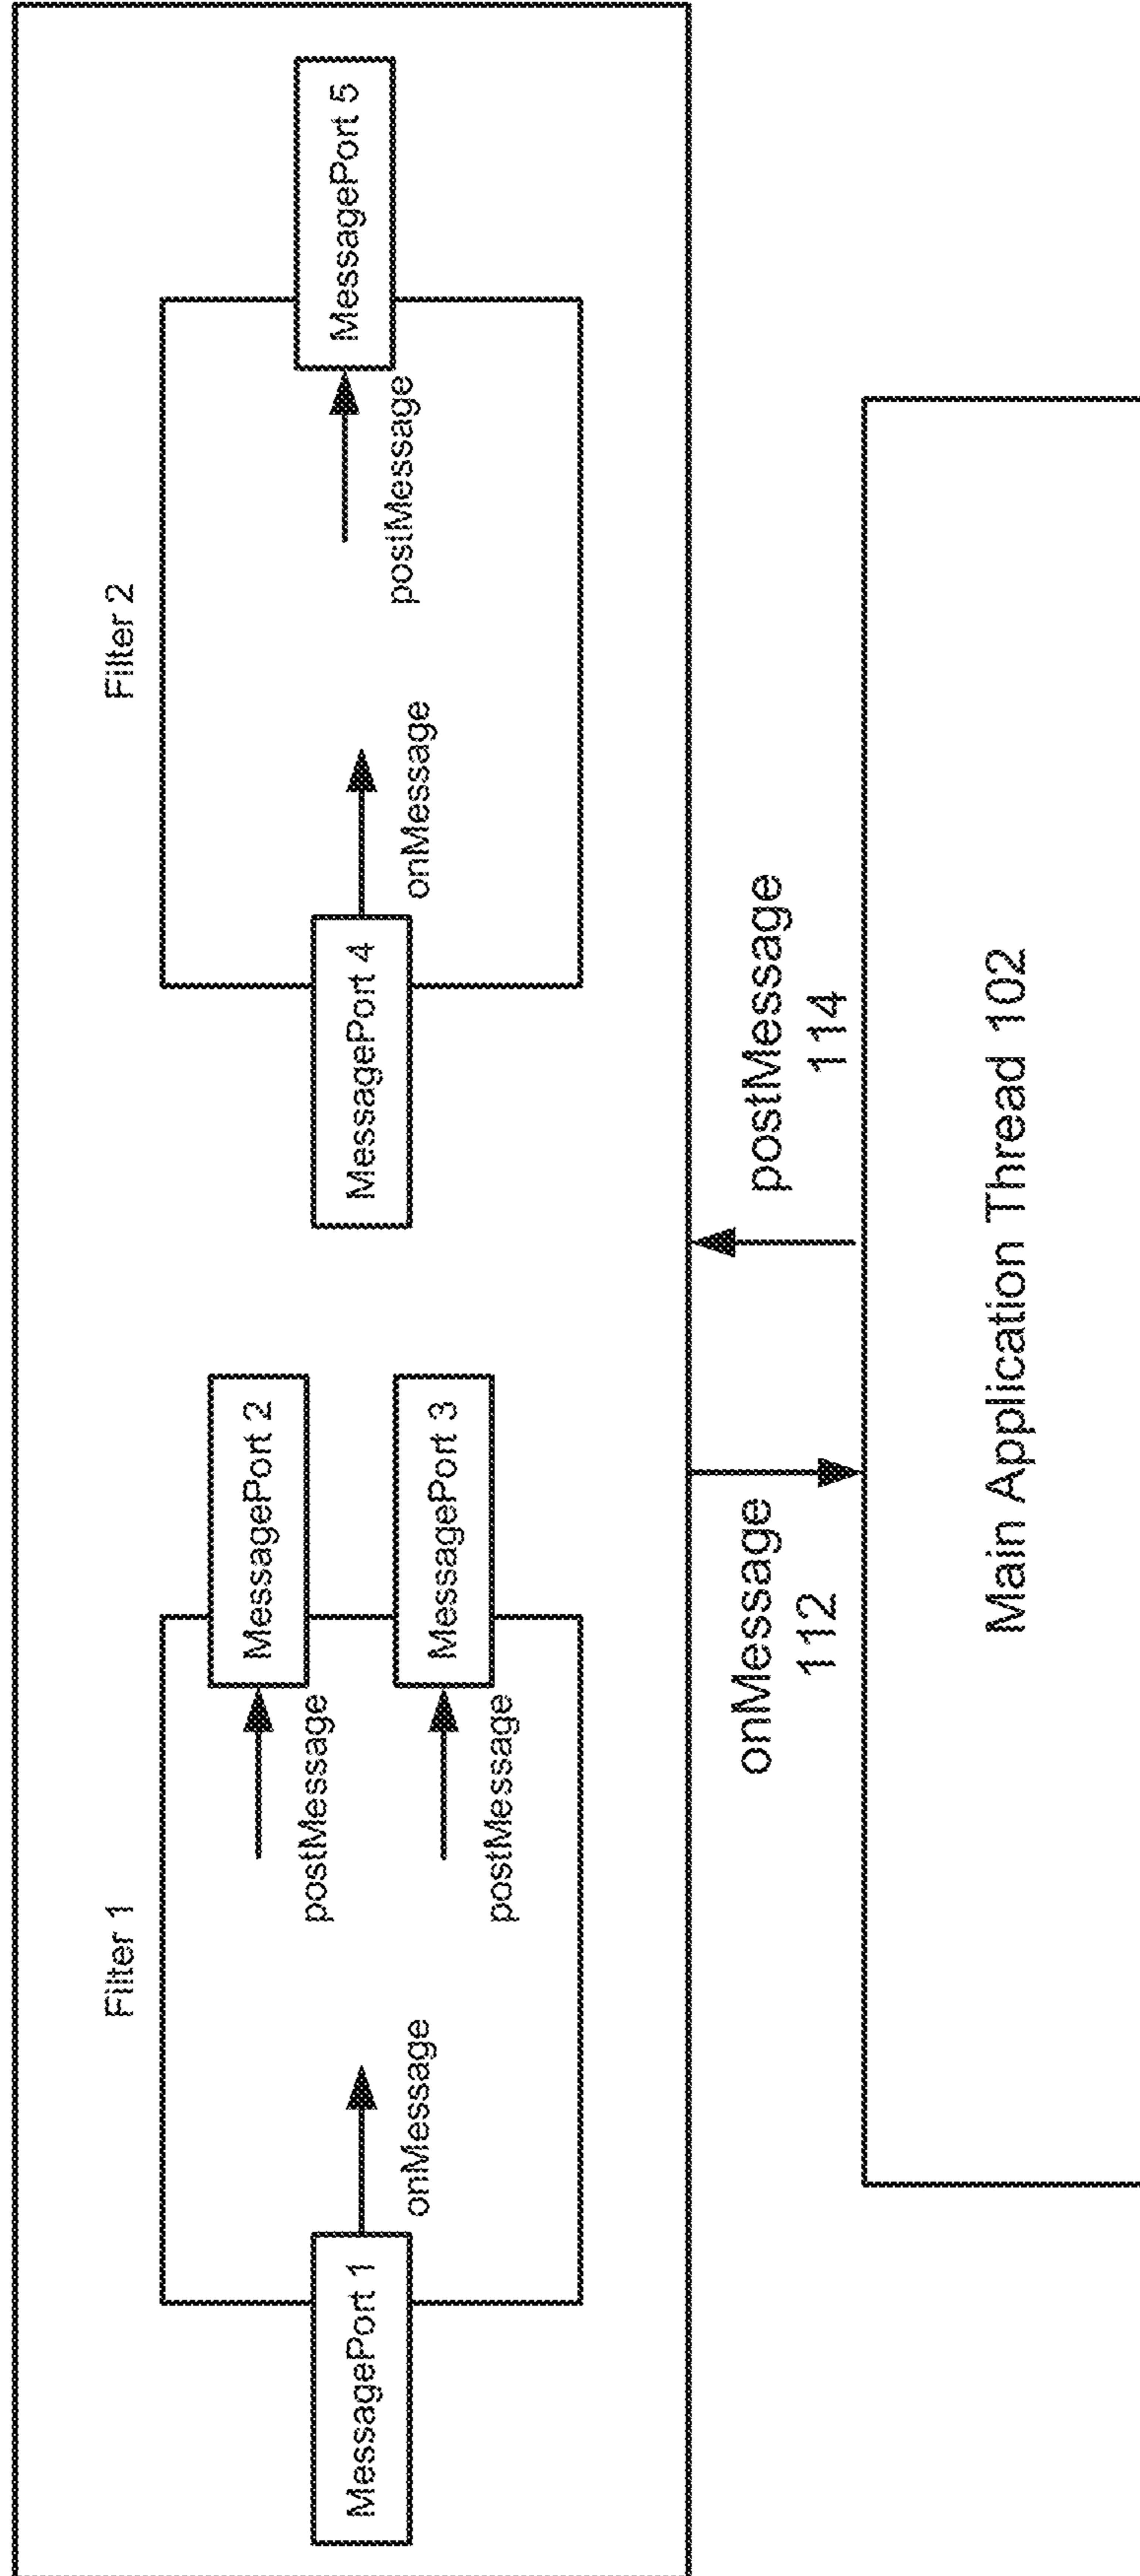 Filter 1
Filter 2
MessagePort 1
onMessage
postMessage
MessagePort 2
postMessage
MessagePort 3
MessagePort 4
onMessage
postMessage
MessagePort 5
onMessage
112
postMessage
114
Main Application Thread 102